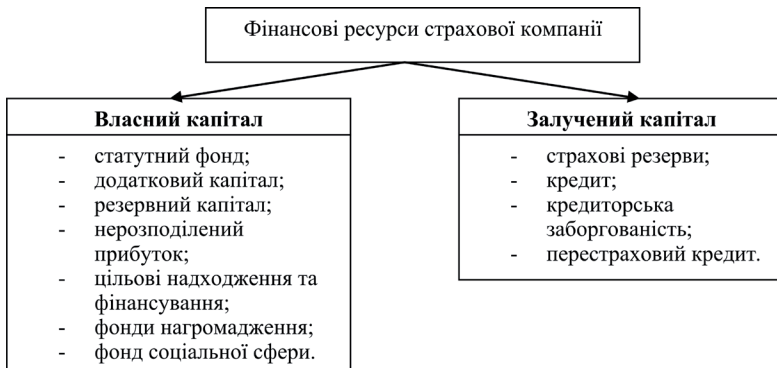 Фінансові ресурси страхової компанії
Власний капітал
- статутний фонд;
- додатковий капітал;
- резервний капітал;
- нерозподілений
прибуток;
- цільові надходження та
фінансування;
- фонди нагромадження;
- фонд соціальної сфери.
Залучений капітал
- страхові резерви;
- кредит;
- кредиторська
заборгованість;
- перестраховий кредит.